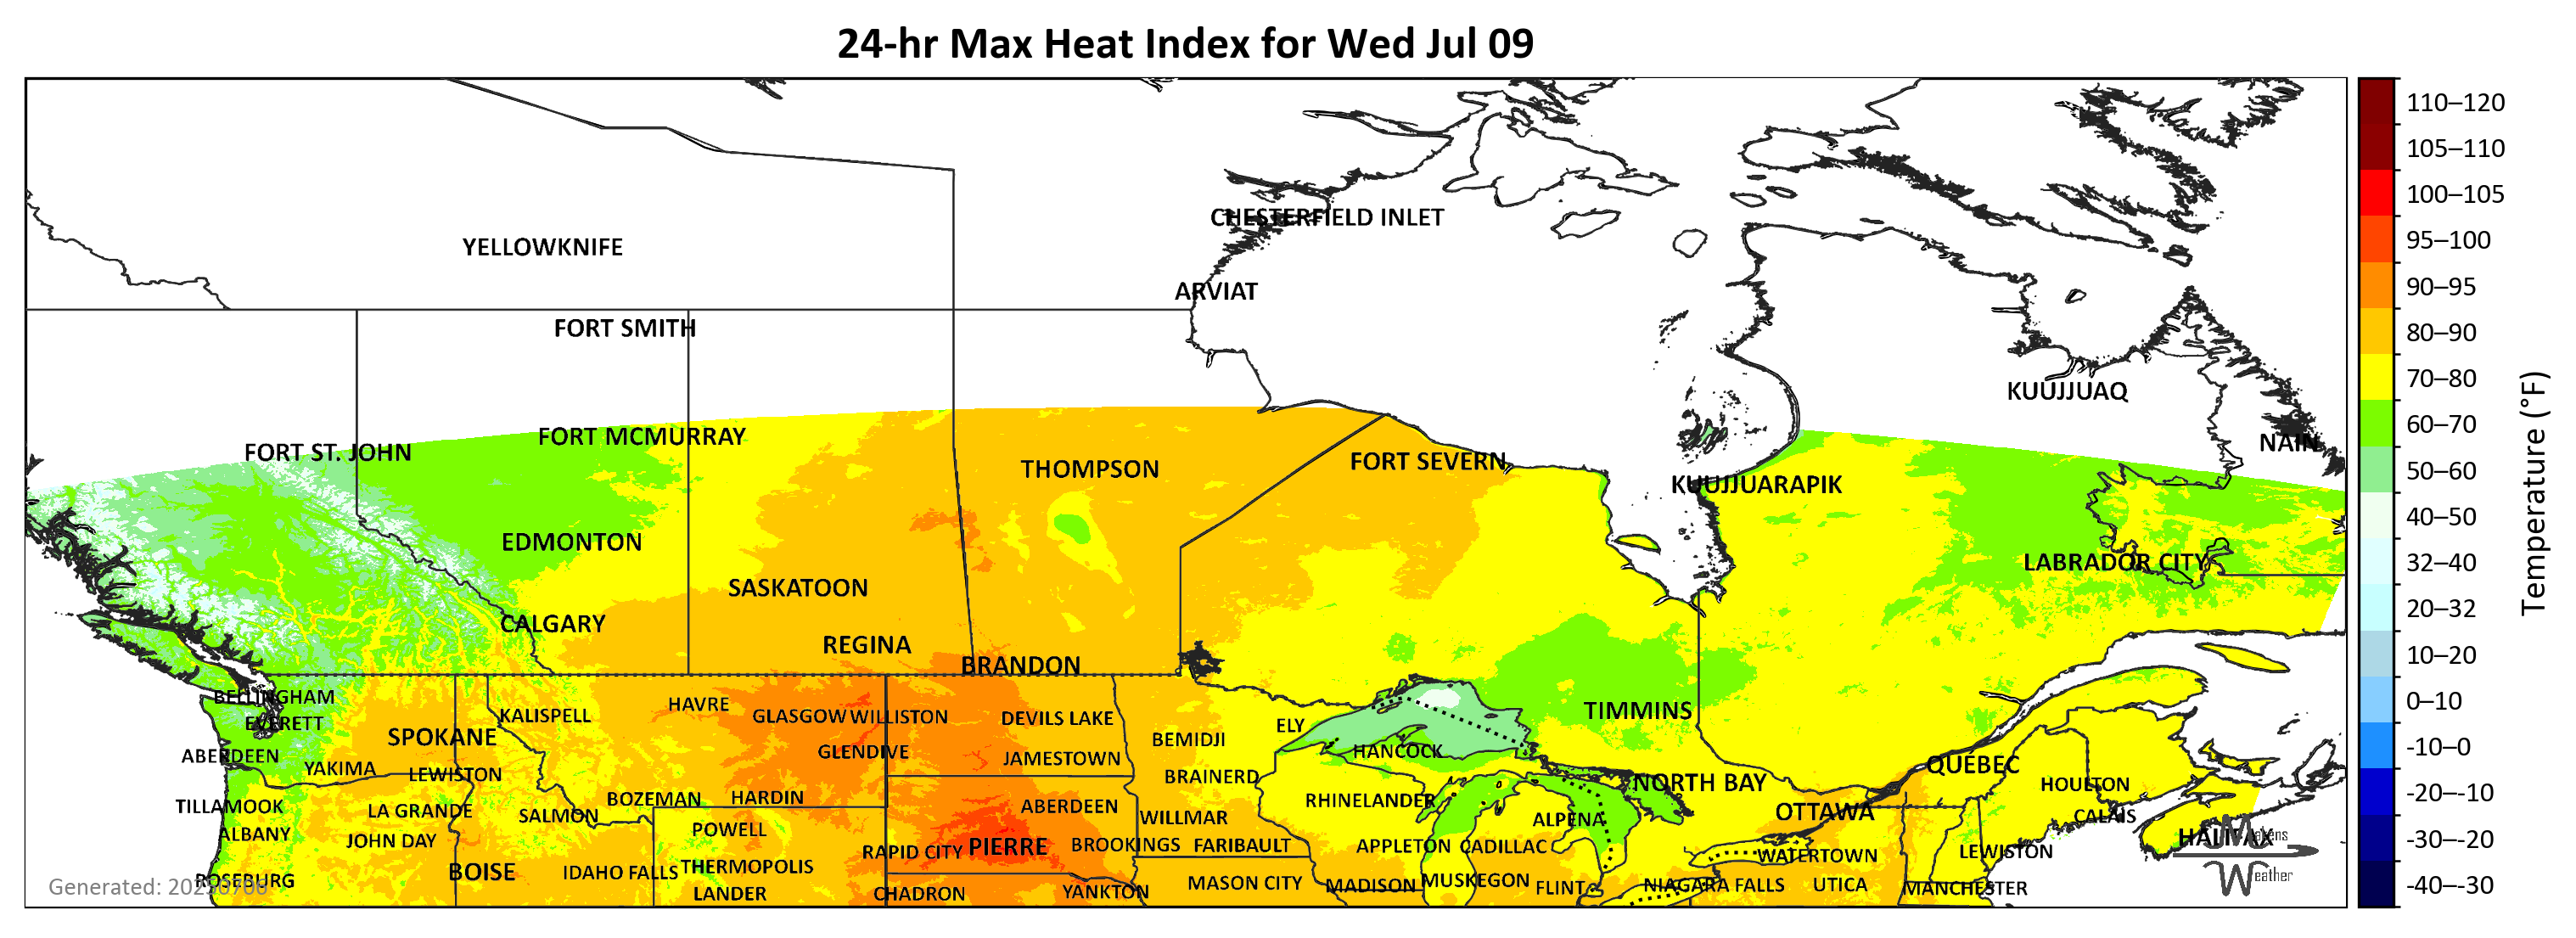 24-hr Max Heat Index for Wed Jul 09
110–120
105–110
CHESTERFIELD INLET
100–105
YELLOWKNIFE
95–100
ARVIAT
90–95
FORT SMITH
80–90
70–80
KUUJJUAQ
60–70
FORT MCMURRAY
NAIN
FORT ST. JOHN
THOMPSON
FORT SEVERN
50–60
KUUJJUARAPIK
40–50
EDMONTON
LABRADOR CITY
32–40
SASKATOON
20–32
CALGARY
REGINA
10–20
BRANDON
BELLINGHAM
HAVRE
0–10
KALISPELL
GLASGOW
WILLISTON
DEVILS LAKE
TIMMINS
EVERETT
ELY
SPOKANE
BEMIDJI
-10–0
ABERDEEN
GLENDIVE
JAMESTOWN
HANCOCK
QUÉBEC
YAKIMA
LEWISTON
BRAINERD
NORTH BAY
HOULTON
-20–-10
BOZEMAN
HARDIN
RHINELANDER
TILLAMOOK
LA GRANDE
SALMON
ABERDEEN
WILLMAR
ALPENA
OTTAWA
CALAIS
ALBANY
JOHN DAY
POWELL
HALIFAX
Makens
-30–-20
RAPID CITY
PIERRE
BROOKINGS
FARIBAULT
APPLETON
CADILLAC
WATERTOWN
LEWISTON
BOISE
IDAHO FALLS
THERMOPOLIS
Weather
ROSEBURG
MASON CITY
MADISON
MUSKEGON
FLINT
NIAGARA FALLS
UTICA
MANCHESTER
-40–-30
LANDER
CHADRON
YANKTON
Generated: 20250706
Temperature (°F)